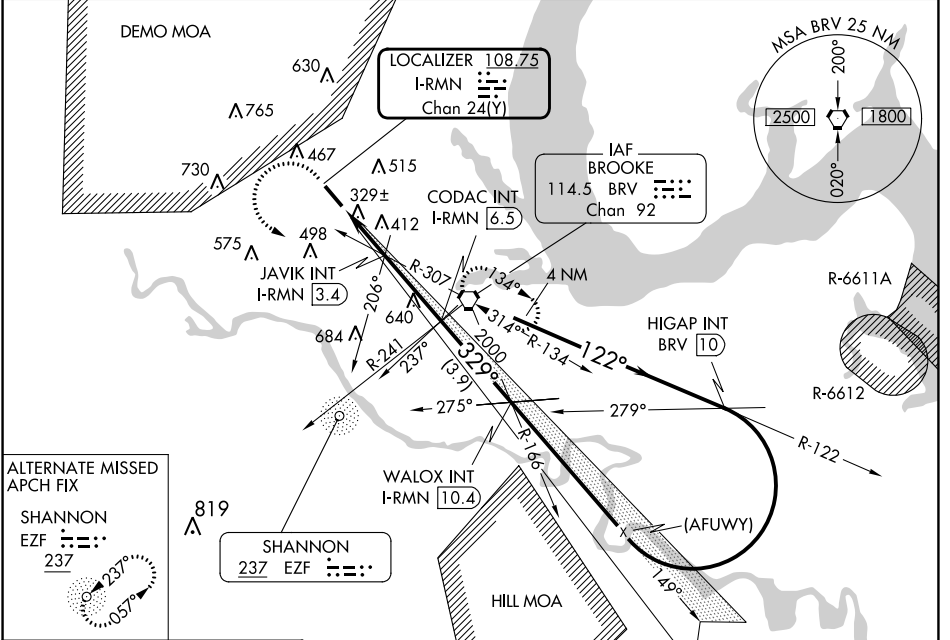 DEMO MOA
630
765
730
467
LOCALIZER 108.75
I-RMN
Chan 24(Y)
MSA BRV 25 NM
200°
2500
1800
020°
515
329±
412
575
498
CODAC INT
I-RMN 6.5
IAF
BROOKE
114.5 BRV
Chan 92
JAVIK INT
I-RMN 3.4
R-307
134°
4 NM
206°
640
684
R-241
237°
314°
R-134
2000
329°
(3.9)
122°
HIGAP INT
BRV 10
R-6611A
R-6612
275°
279°
R-166
R-122
WALOX INT
I-RMN 10.4
(AFUWY)
149°
HILL MOA
ALTERNATE MISSED
APCH FIX
SHANNON
EZF
237
237°
057°
819
SHANNON
237 EZF